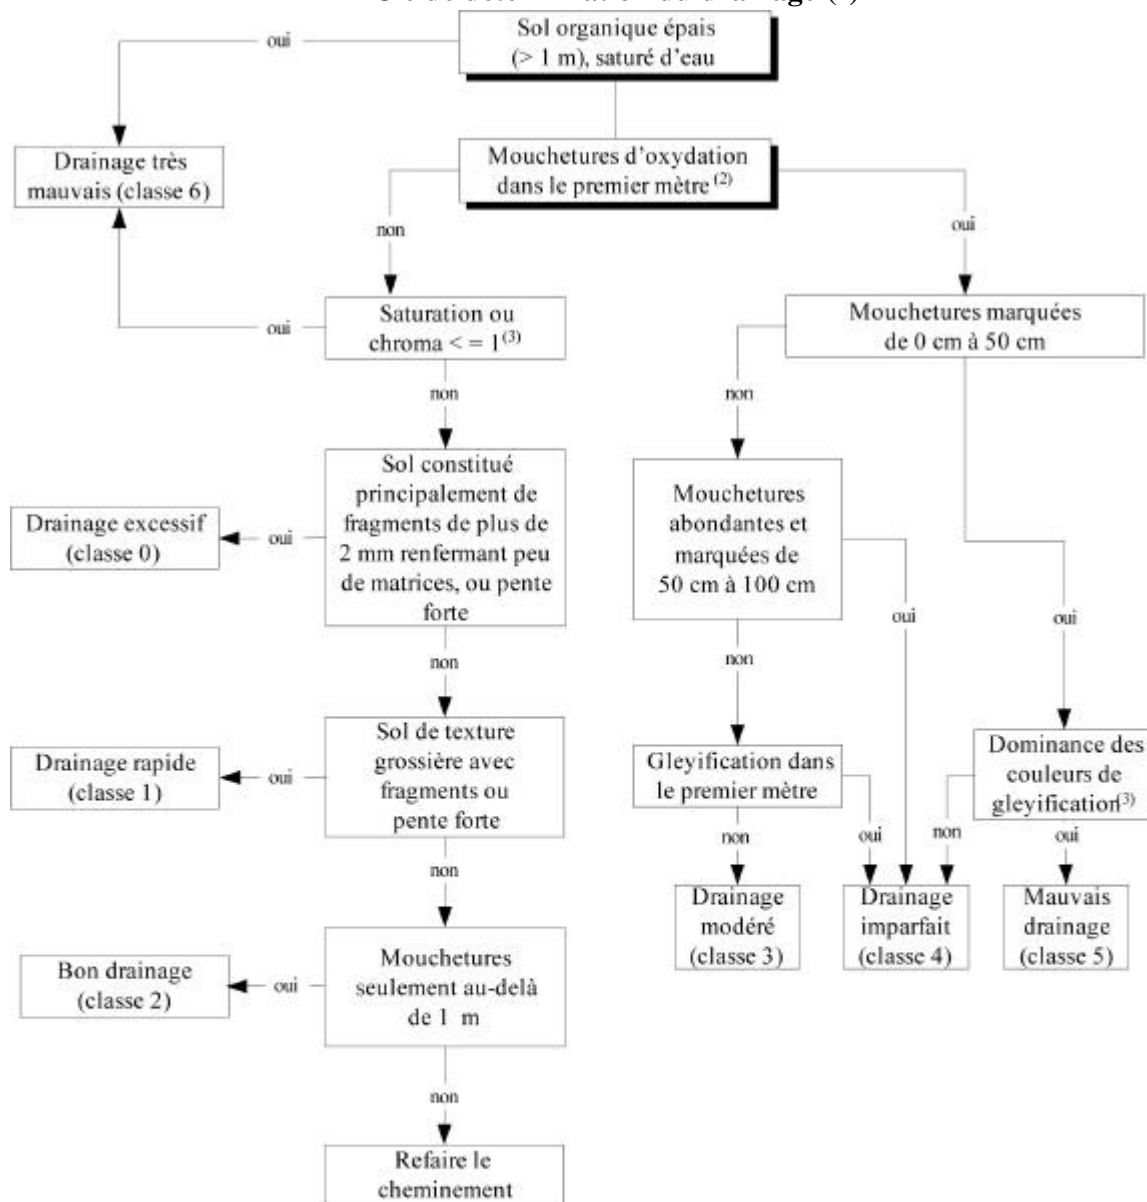 Sol organique épais
(> 1 m), saturé d'eau
oui
Drainage très
mauvais (classe 6)
Mouchetures d'oxydation
dans le premier mètre (2)
non
oui
Saturation ou
chroma < = 1(3)
oui
Mouchetures marquées
de 0 cm à 50 cm
non
non
Sol constitué
principalement de
fragments de plus de
2 mm renfermant peu
de matrices, ou pente
forte
Drainage excessif
(classe 0)
oui
Mouchetures
abondantes et
marquées de
50 cm à 100 cm
oui
oui
non
non
Sol de texture
grossière avec
fragments ou
pente forte
Drainage rapide
(classe 1)
oui
Gleyification dans
le premier mètre
Dominance des
couleurs de
gleyification(3)
non
oui
non
oui
non
Drainage
modéré
(classe 3)
Drainage
imparfait
(classe 4)
Mauvais
drainage
(classe 5)
Mouchetures
seulement au-delà
de 1 m
Bon drainage
(classe 2)
oui
non
Refaire le
cheminement